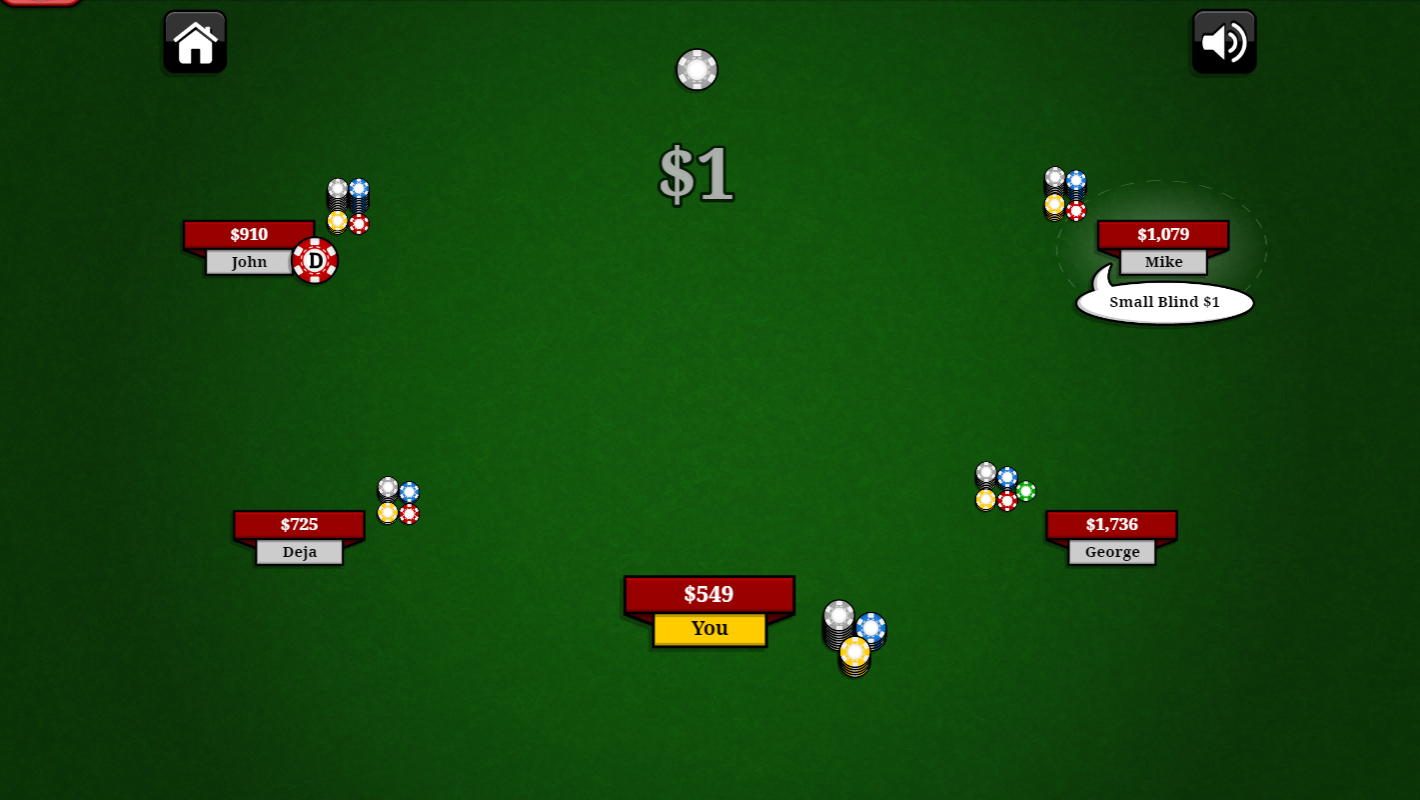 $1
$910
John
D
$1,079
Mike
Small Blind $1
$725
Deja
$1,736
George
$549
You